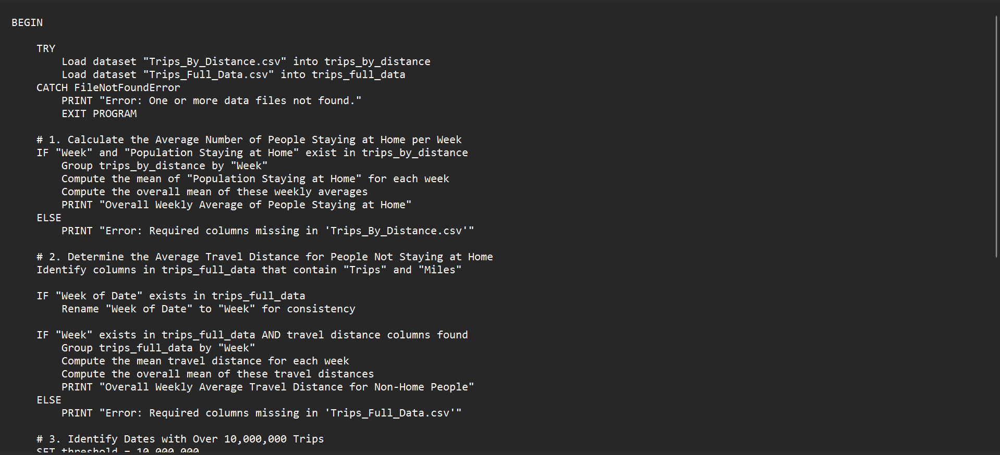 BEGIN
TRY
Load dataset "Trips_By_Distance.csv" into trips_by_distance
Load dataset "Trips_Full_Data.csv" into trips_full_data
CATCH FileNotFoundError
PRINT "Error: One or more data files not found."
EXIT PROGRAM
# 1. Calculate the Average Number of People Staying at Home per Week
IF "Week" and "Population Staying at Home" exist in trips_by_distance
Group trips_by_distance by "Week"
Compute the mean of "Population Staying at Home" for each week
Compute the overall mean of these weekly averages
PRINT "Overall Weekly Average of People Staying at Home"
ELSE
PRINT "Error: Required columns missing in 'Trips_By_Distance.csv'"
# 2. Determine the Average Travel Distance for People Not Staying at Home
Identify columns in trips_full_data that contain "Trips" and "Miles"
IF "Week of Date" exists in trips_full_data
Rename "Week of Date" to "Week" for consistency
IF "Week" exists in trips_full_data AND travel distance columns found
Group trips_full_data by "Week"
Compute the mean travel distance for each week
Compute the overall mean of these travel distances
PRINT "Overall Weekly Average Travel Distance for Non-Home People"
ELSE
PRINT "Error: Required columns missing in 'Trips_Full_Data.csv'"
# 3. Identify Dates with Over 10,000,000 Trips
SET threshold = 10,000,000